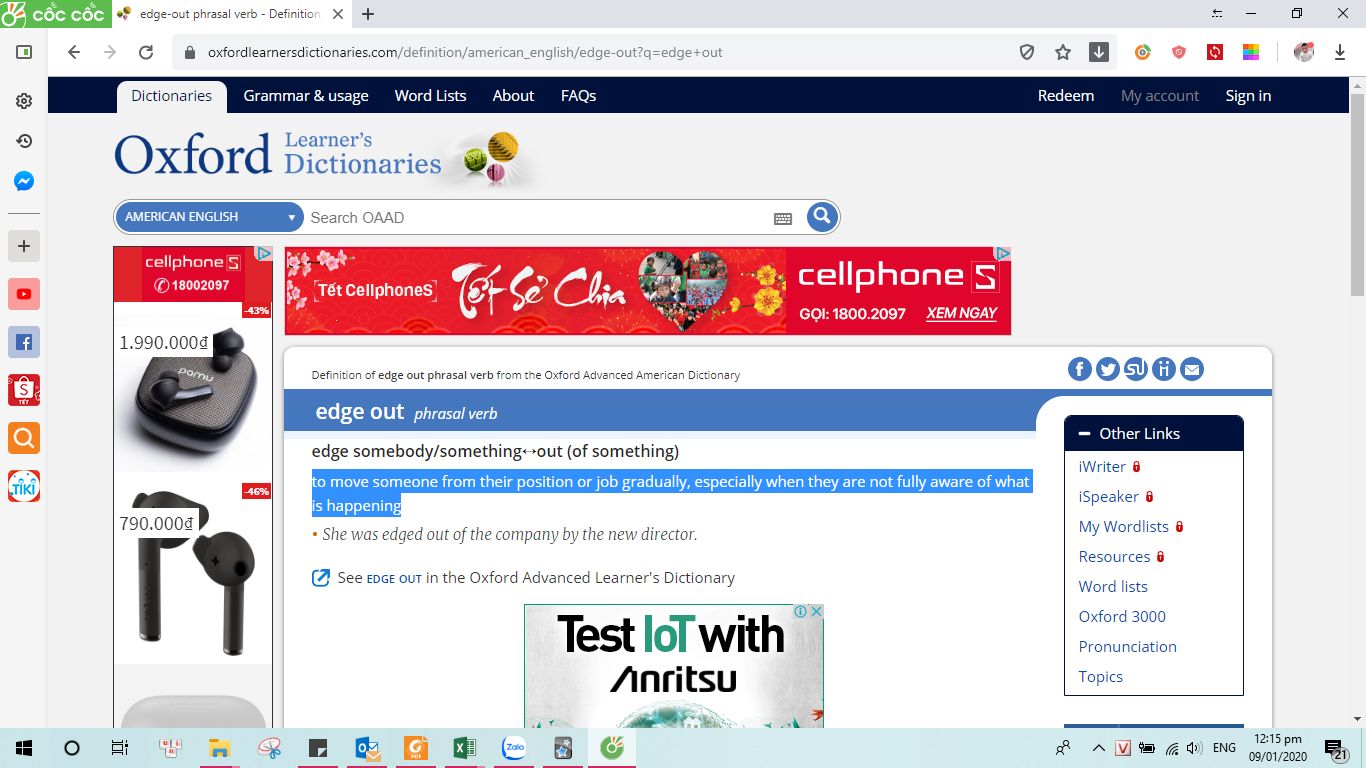 CỐC CỐC
edge-out phrasal verb - Definition
oxfordlearnersdictionaries.com/definition/american_english/edge-out?q=edge+out
Dictionaries Grammar & usage Word Lists About FAQs Redeem My account Sign in
Oxford Learner's Dictionaries
AMERICAN ENGLISH Search OAAD
cellphoneS
18002097
-43%
1.990.000₫
pamu
-46%
790.000₫
Tết CellphoneS
Tết Sẻ Chia
cellphoneS
GỌI: 1800.2097 XEM NGAY
Definition of edge out phrasal verb from the Oxford Advanced American Dictionary
edge out phrasal verb
edge somebody/something↔out (of something)
to move someone from their position or job gradually, especially when they are not fully aware of what
is happening
• She was edged out of the company by the new director.
See EDGE OUT in the Oxford Advanced Learner's Dictionary
Test IoT with
Anritsu
Other Links
iWriter
iSpeaker
My Wordlists
Resources
Word lists
Oxford 3000
Pronunciation
Topics
TẾT
TIKI
PDF
Zalo
ENG
12:15 pm
09/01/2020
21